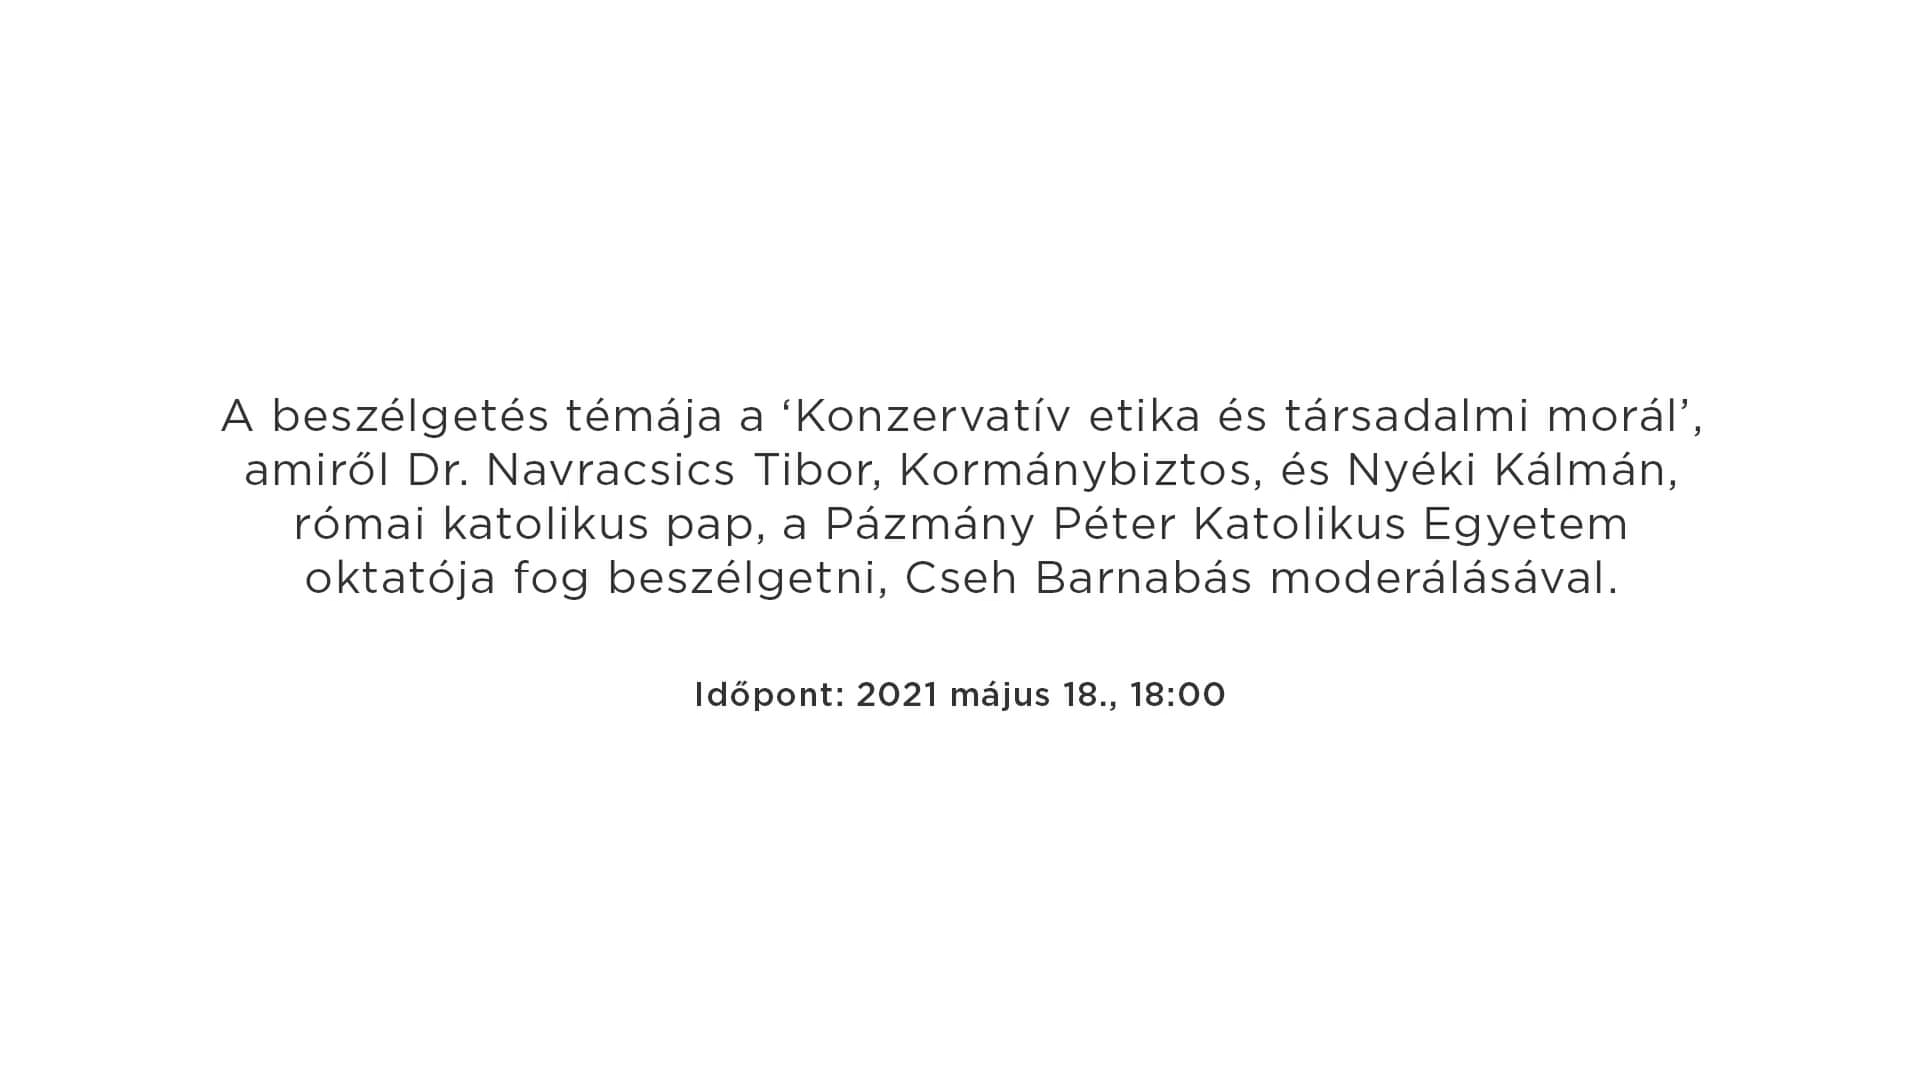 A beszélgetés témája a ‘Konzervatív etika és társadalmi morál’,
amiről Dr. Navracsics Tibor, Kormánybiztos, és Nyéki Kálmán,
római katolikus pap, a Pázmány Péter Katolikus Egyetem
oktatója fog beszélgetni, Cseh Barnabás moderálásával.
Időpont: 2021 május 18., 18:00